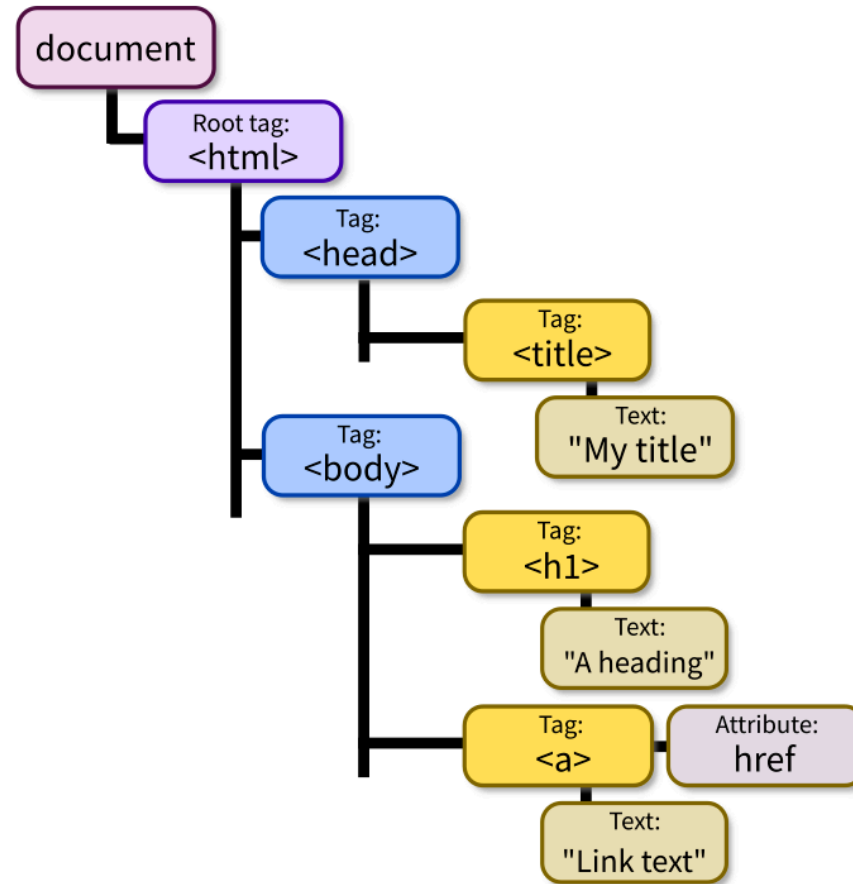 document
Root tag:
<html>
Tag:
<head>
Tag:
<title>
Text:
"My title"
Tag:
<body>
Tag:
<h1>
Text:
"A heading"
Tag:
<a>
Attribute:
href
Text:
"Link text"